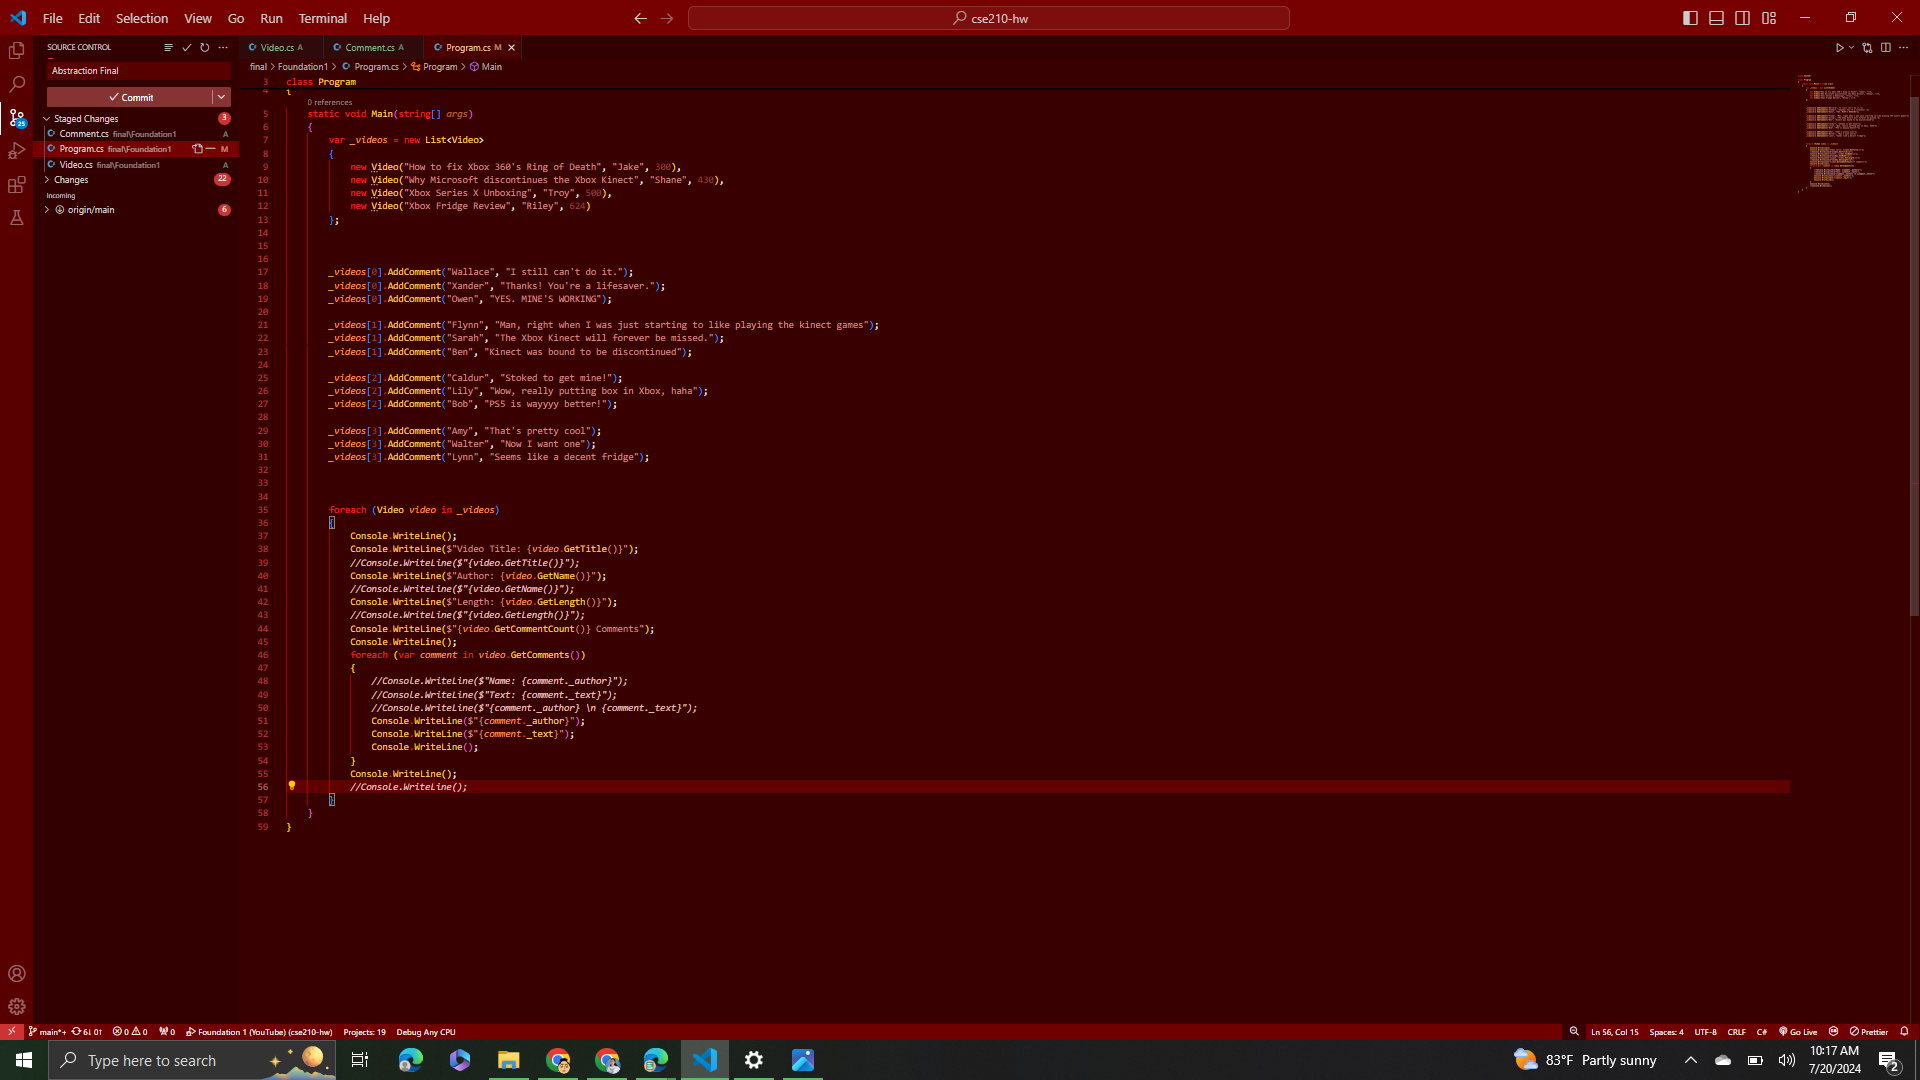 File Edit Selection View Go Run Terminal Help
cse210-hw
SOURCE CONTROL
Abstraction Final
Commit
Staged Changes 3
Comment.cs final\Foundation1 A
Program.cs final\Foundation1 M
Video.cs final\Foundation1 A
Changes 22
Incoming
origin/main 6
25
Video.cs A Comment.cs A Program.cs M
final > Foundation1 > Program.cs > Program > Main
3 class Program
4 {
0 references
5 static void Main(string[] args)
6 {
7 var _videos = new List<Video>
8 {
9 new Video("How to fix Xbox 360's Ring of Death", "Jake", 300),
10 new Video("Why Microsoft discontinues the Xbox Kinect", "Shane", 430),
11 new Video("Xbox Series X Unboxing", "Troy", 500),
12 new Video("Xbox Fridge Review", "Riley", 624)
13 };
14
15
16
17 _videos[0].AddComment("Wallace", "I still can't do it.");
18 _videos[0].AddComment("Xander", "Thanks! You're a lifesaver.");
19 _videos[0].AddComment("Owen", "YES. MINE'S WORKING");
20
21 _videos[1].AddComment("Flynn", "Man, right when I was just starting to like playing the kinect games");
22 _videos[1].AddComment("Sarah", "The Xbox Kinect will forever be missed.");
23 _videos[1].AddComment("Ben", "Kinect was bound to be discontinued");
24
25 _videos[2].AddComment("Caldur", "Stoked to get mine!");
26 _videos[2].AddComment("Lily", "Wow, really putting box in Xbox, haha");
27 _videos[2].AddComment("Bob", "PS5 is wayyyy better!");
28
29 _videos[3].AddComment("Amy", "That's pretty cool");
30 _videos[3].AddComment("Walter", "Now I want one");
31 _videos[3].AddComment("Lynn", "Seems like a decent fridge");
32
33
34
35 foreach (Video video in _videos)
36 {
37 Console.WriteLine();
38 Console.WriteLine($"Video Title: {video.GetTitle()}");
39 //Console.WriteLine($"{video.GetTitle()}");
40 Console.WriteLine($"Author: {video.GetName()}");
41 //Console.WriteLine($"{video.GetName()}");
42 Console.WriteLine($"Length: {video.GetLength()}");
43 //Console.WriteLine($"{video.GetLength()}");
44 Console.WriteLine($"{video.GetCommentCount()} Comments");
45 Console.WriteLine();
46 foreach (var comment in video.GetComments())
47 {
48 //Console.WriteLine($"Name: {comment._author}");
49 //Console.WriteLine($"Text: {comment._text}");
50 //Console.WriteLine($"{comment._author} \n {comment._text}");
51 Console.WriteLine($"{comment._author}");
52 Console.WriteLine($"{comment._text}");
53 Console.WriteLine();
54 }
55 Console.WriteLine();
56 //Console.WriteLine();
57 }
58 }
59 }
main*+ 6↓ 0↑ 0 0 0 Foundation 1 (YouTube) (cse210-hw) Projects: 19 Debug Any CPU
Ln 56, Col 15 Spaces: 4 UTF-8 CRLF C# Go Live Prettier
Type here to search
83°F Partly sunny
10:17 AM
7/20/2024
2